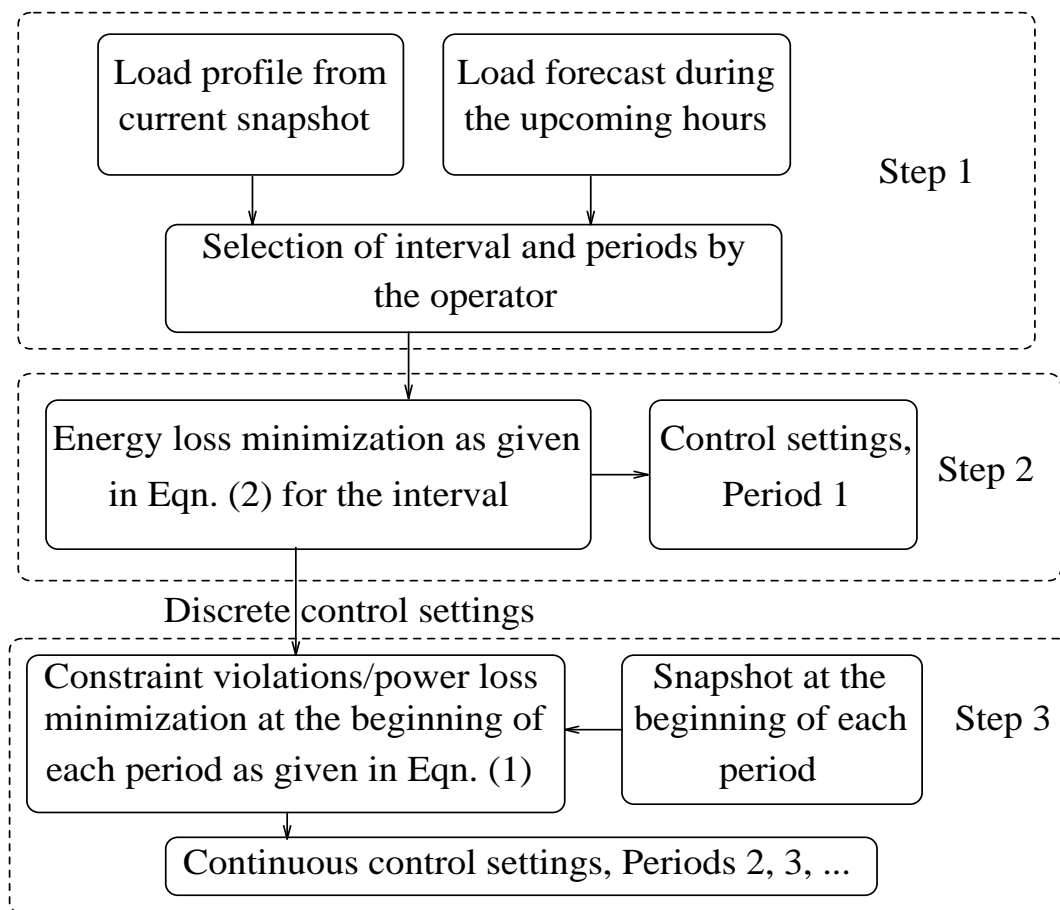 Load profile from
current snapshot
Load forecast during
the upcoming hours
Step 1
Selection of interval and periods by
the operator
Energy loss minimization as given
in Eqn. (2) for the interval
Control settings,
Period 1
Step 2
Discrete control settings
Constraint violations/power loss
minimization at the beginning of
each period as given in Eqn. (1)
Snapshot at the
beginning of each
period
Step 3
Continuous control settings, Periods 2, 3, ...